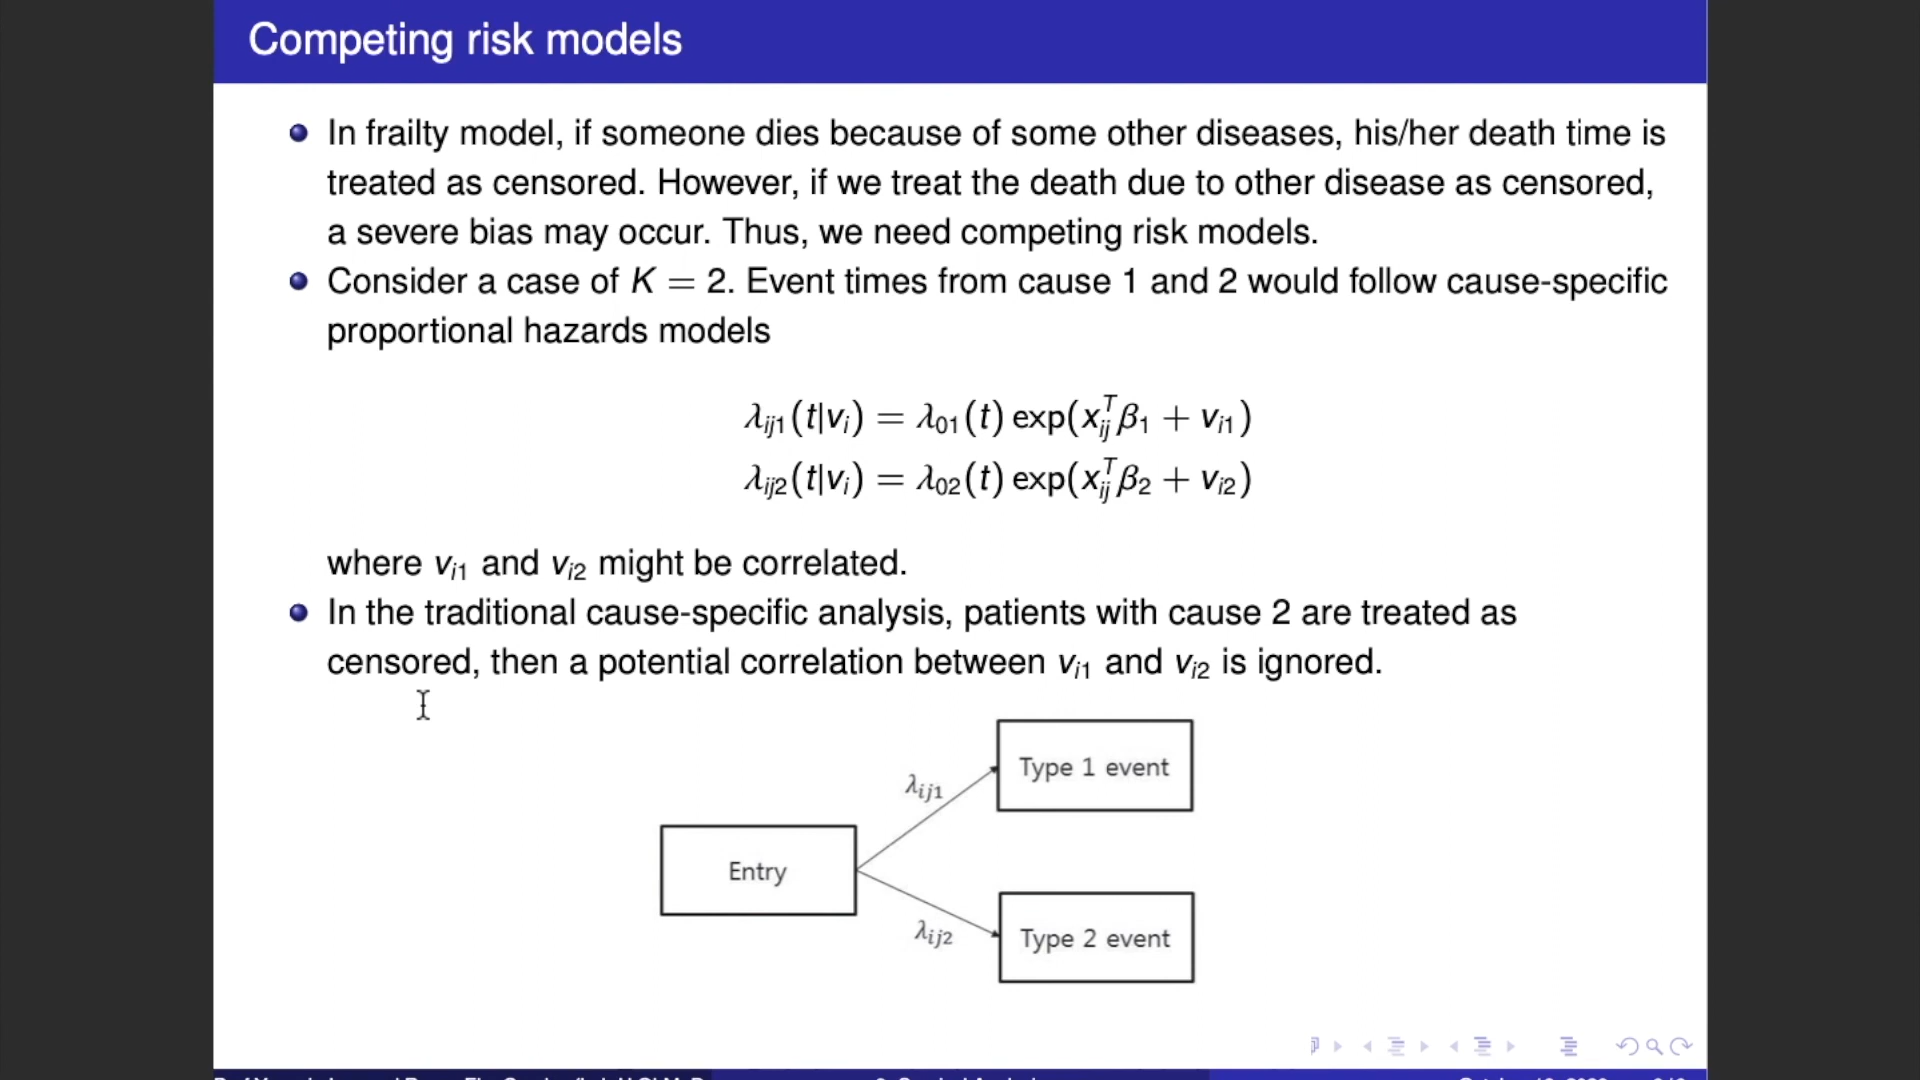 Competing risk models
In frailty model, if someone dies because of some other diseases, his/her death time is
treated as censored. However, if we treat the death due to other disease as censored,
a severe bias may occur. Thus, we need competing risk models.
Consider a case of K = 2. Event times from cause 1 and 2 would follow cause-specific
proportional hazards models
λij1(t|vi) = λ01(t) exp(xijᵀβ1 + vi1)
λij2(t|vi) = λ02(t) exp(xijᵀβ2 + vi2)
where vi1 and vi2 might be correlated.
In the traditional cause-specific analysis, patients with cause 2 are treated as
censored, then a potential correlation between vi1 and vi2 is ignored.
Type 1 event
λij1
Entry
λij2
Type 2 event